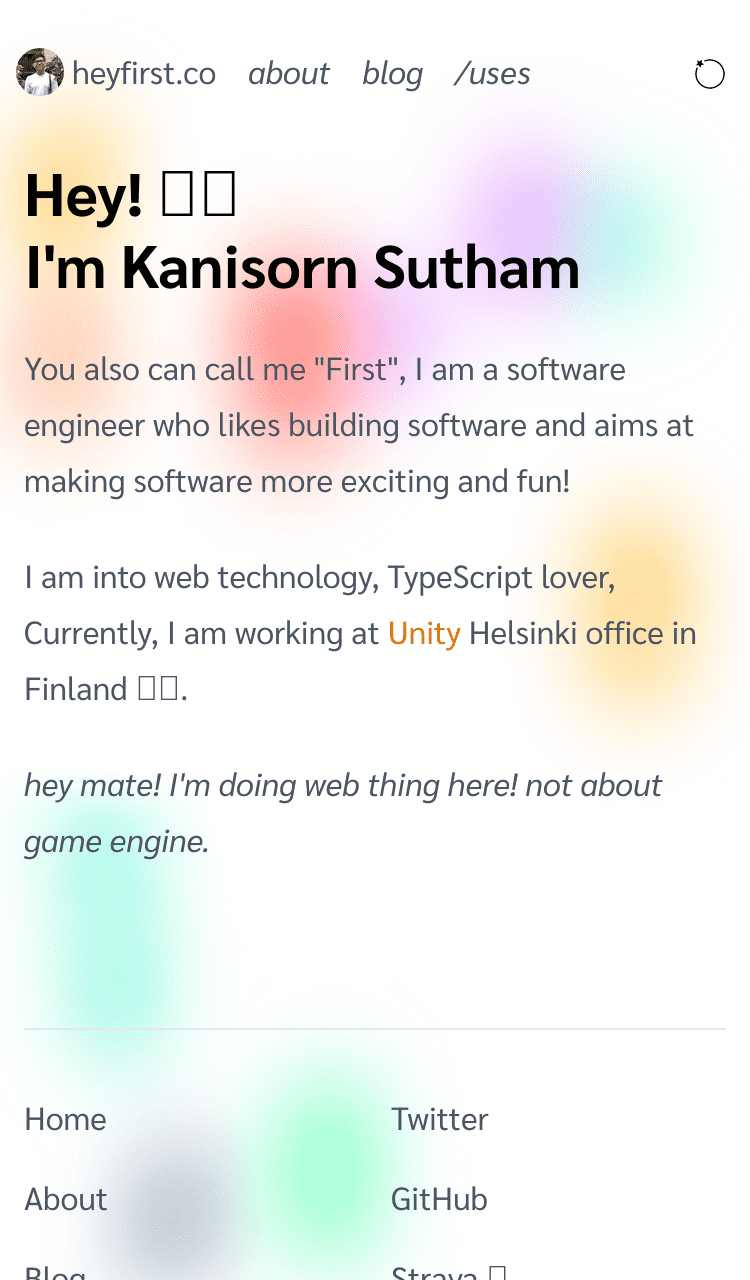 heyfirst.co about blog /uses
Hey! 
I'm Kanisorn Sutham
You also can call me "First", I am a software
engineer who likes building software and aims at
making software more exciting and fun!
I am into web technology, TypeScript lover,
Currently, I am working at Unity Helsinki office in
Finland .
hey mate! I'm doing web thing here! not about
game engine.
Home
Twitter
About
GitHub
Blog
Strava